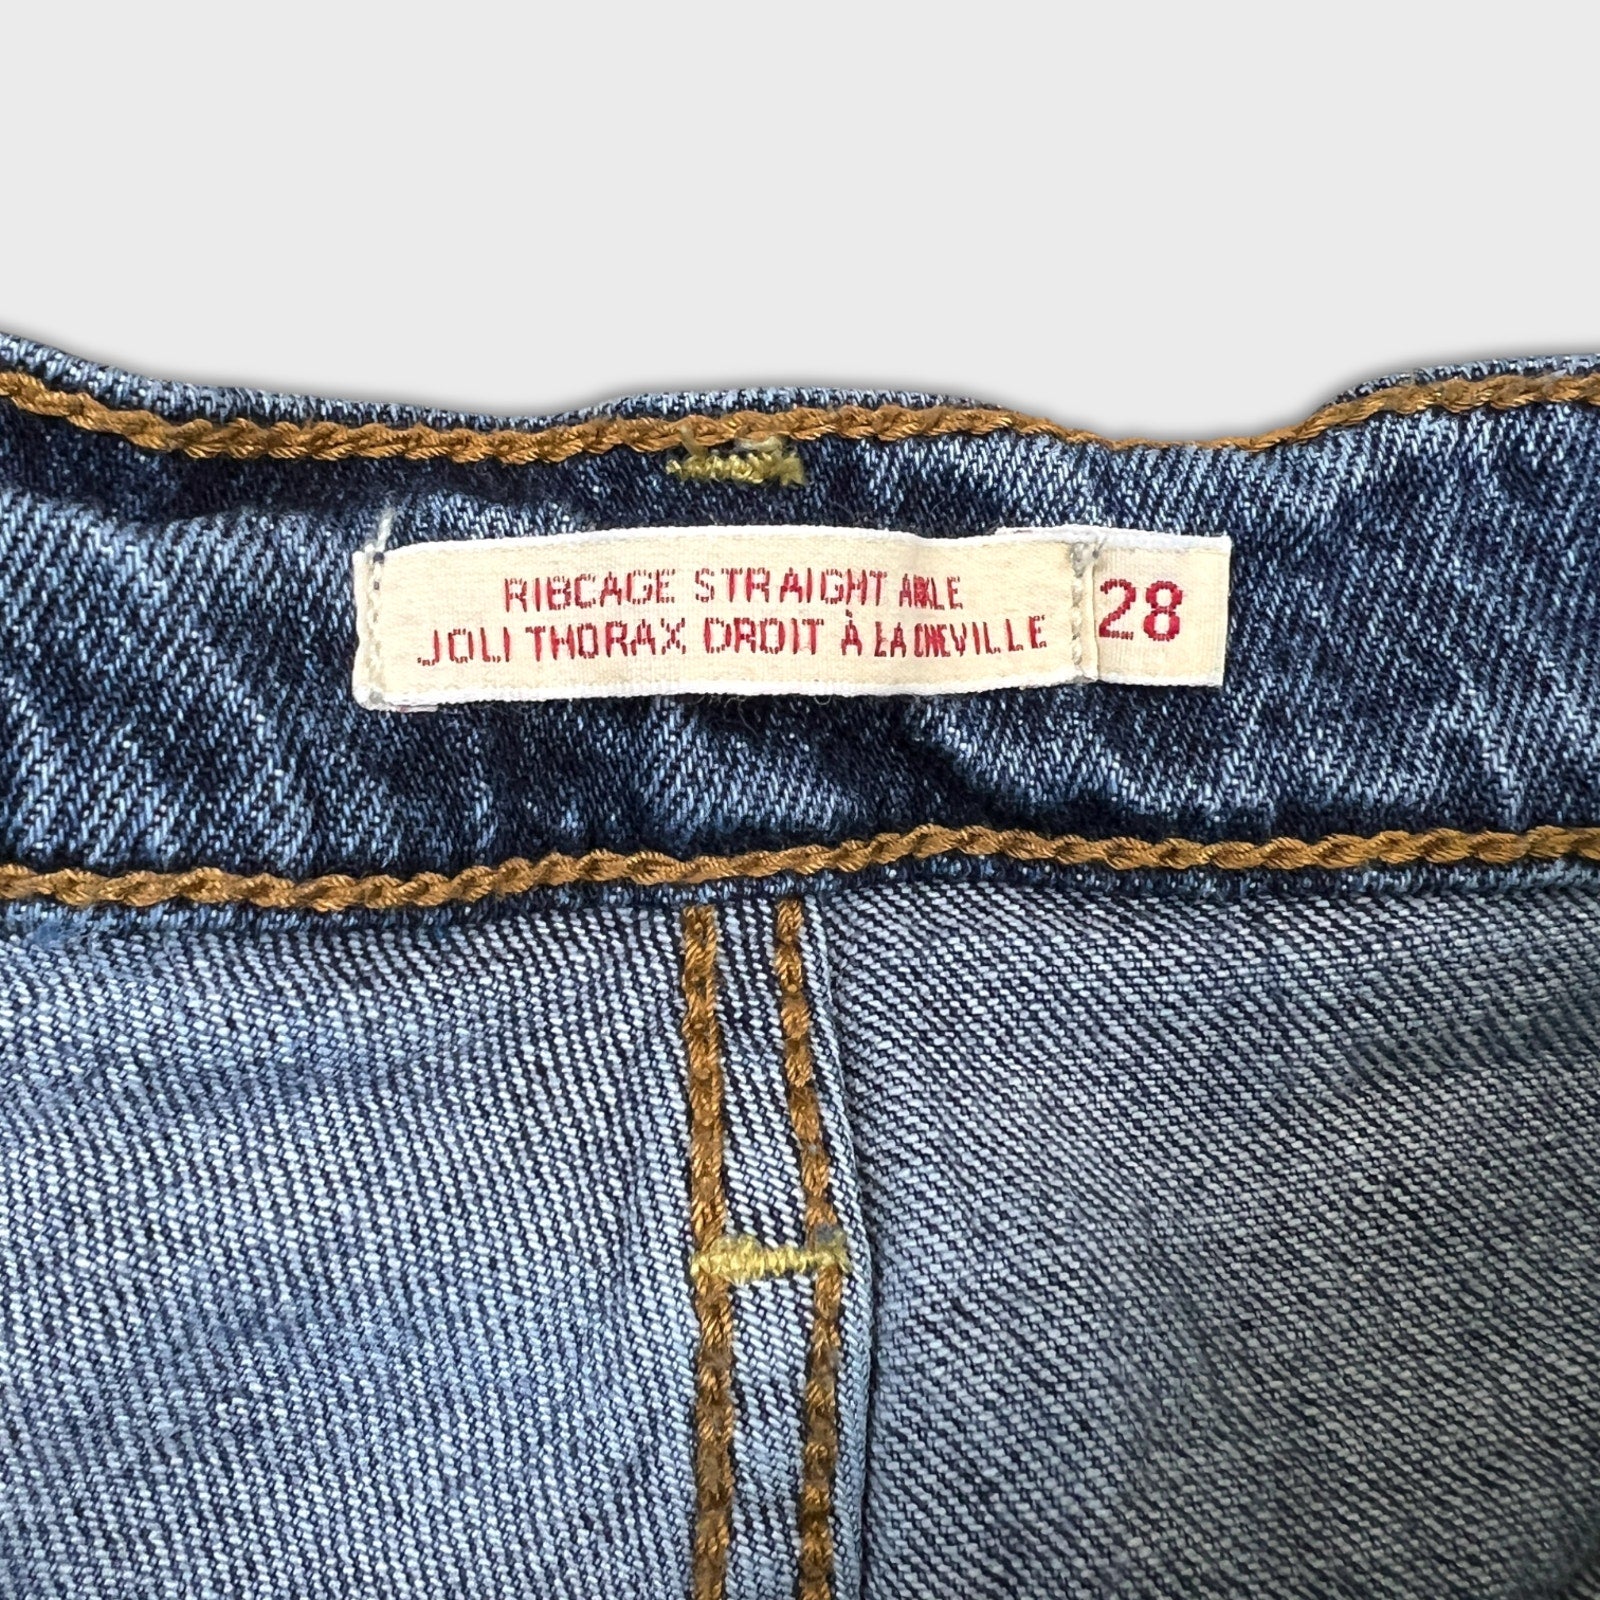 RIBCAGE STRAIGHT ANKLE
JOLI THORAX DROIT À LA CHEVILLE
28